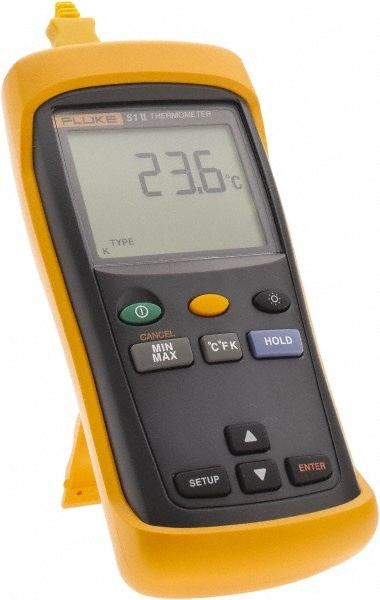 FLUKE 51 II THERMOMETER
23.6 °C
TYPE
K
CANCEL
MIN MAX
°C °F K
HOLD
SETUP
ENTER